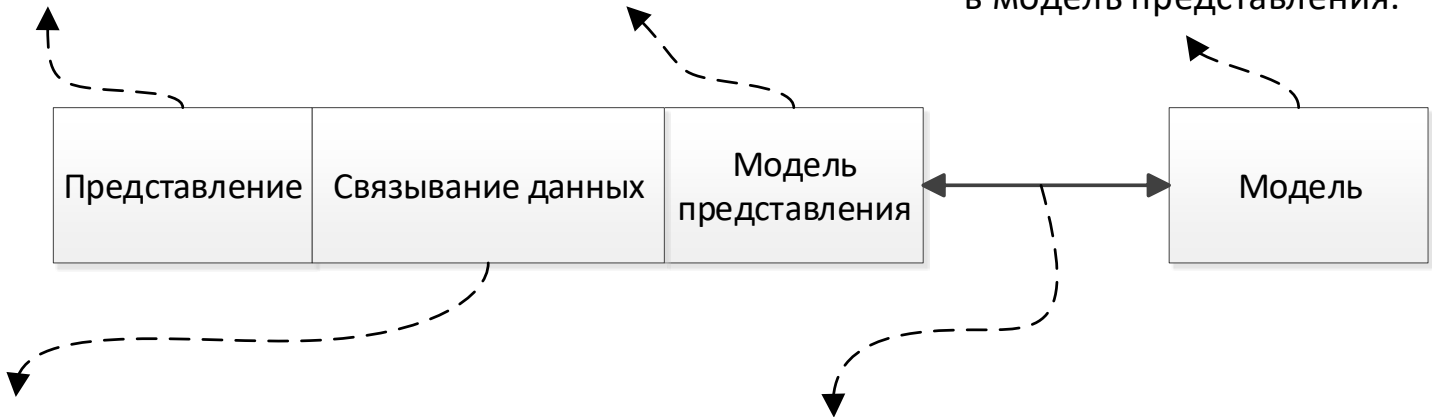 в модель представления.
Представление
Связывание данных
Модель
представления
Модель